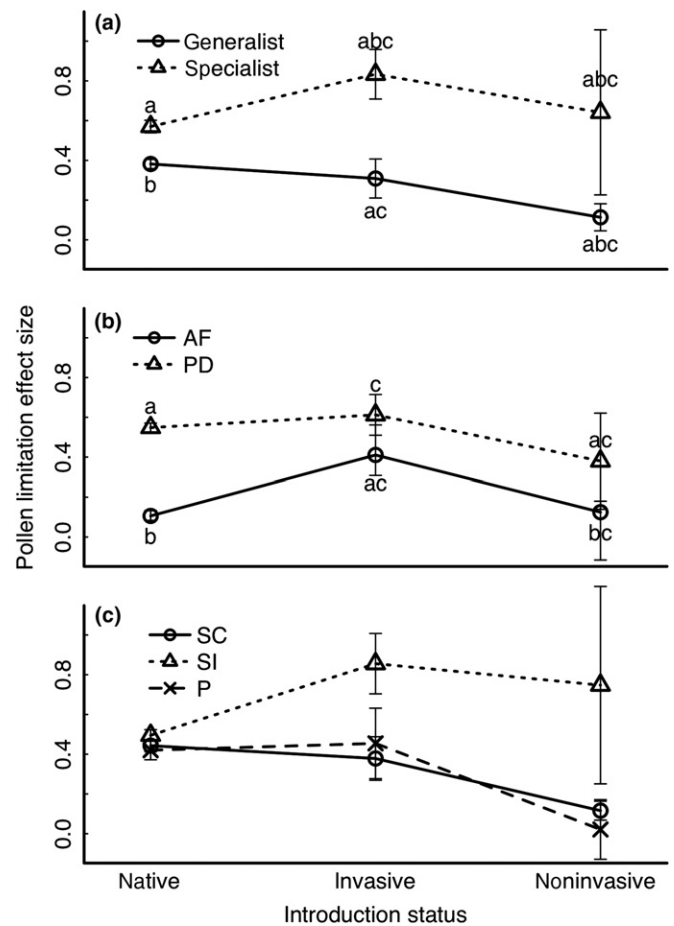 (a)
Generalist
Specialist
a
abc
abc
b
ac
abc
0.8
0.4
0.0
(b)
AF
PD
a
c
ac
b
ac
bc
0.8
0.4
0.0
Pollen limitation effect size
(c)
SC
SI
P
0.8
0.4
0.0
Native Invasive Noninvasive
Introduction status